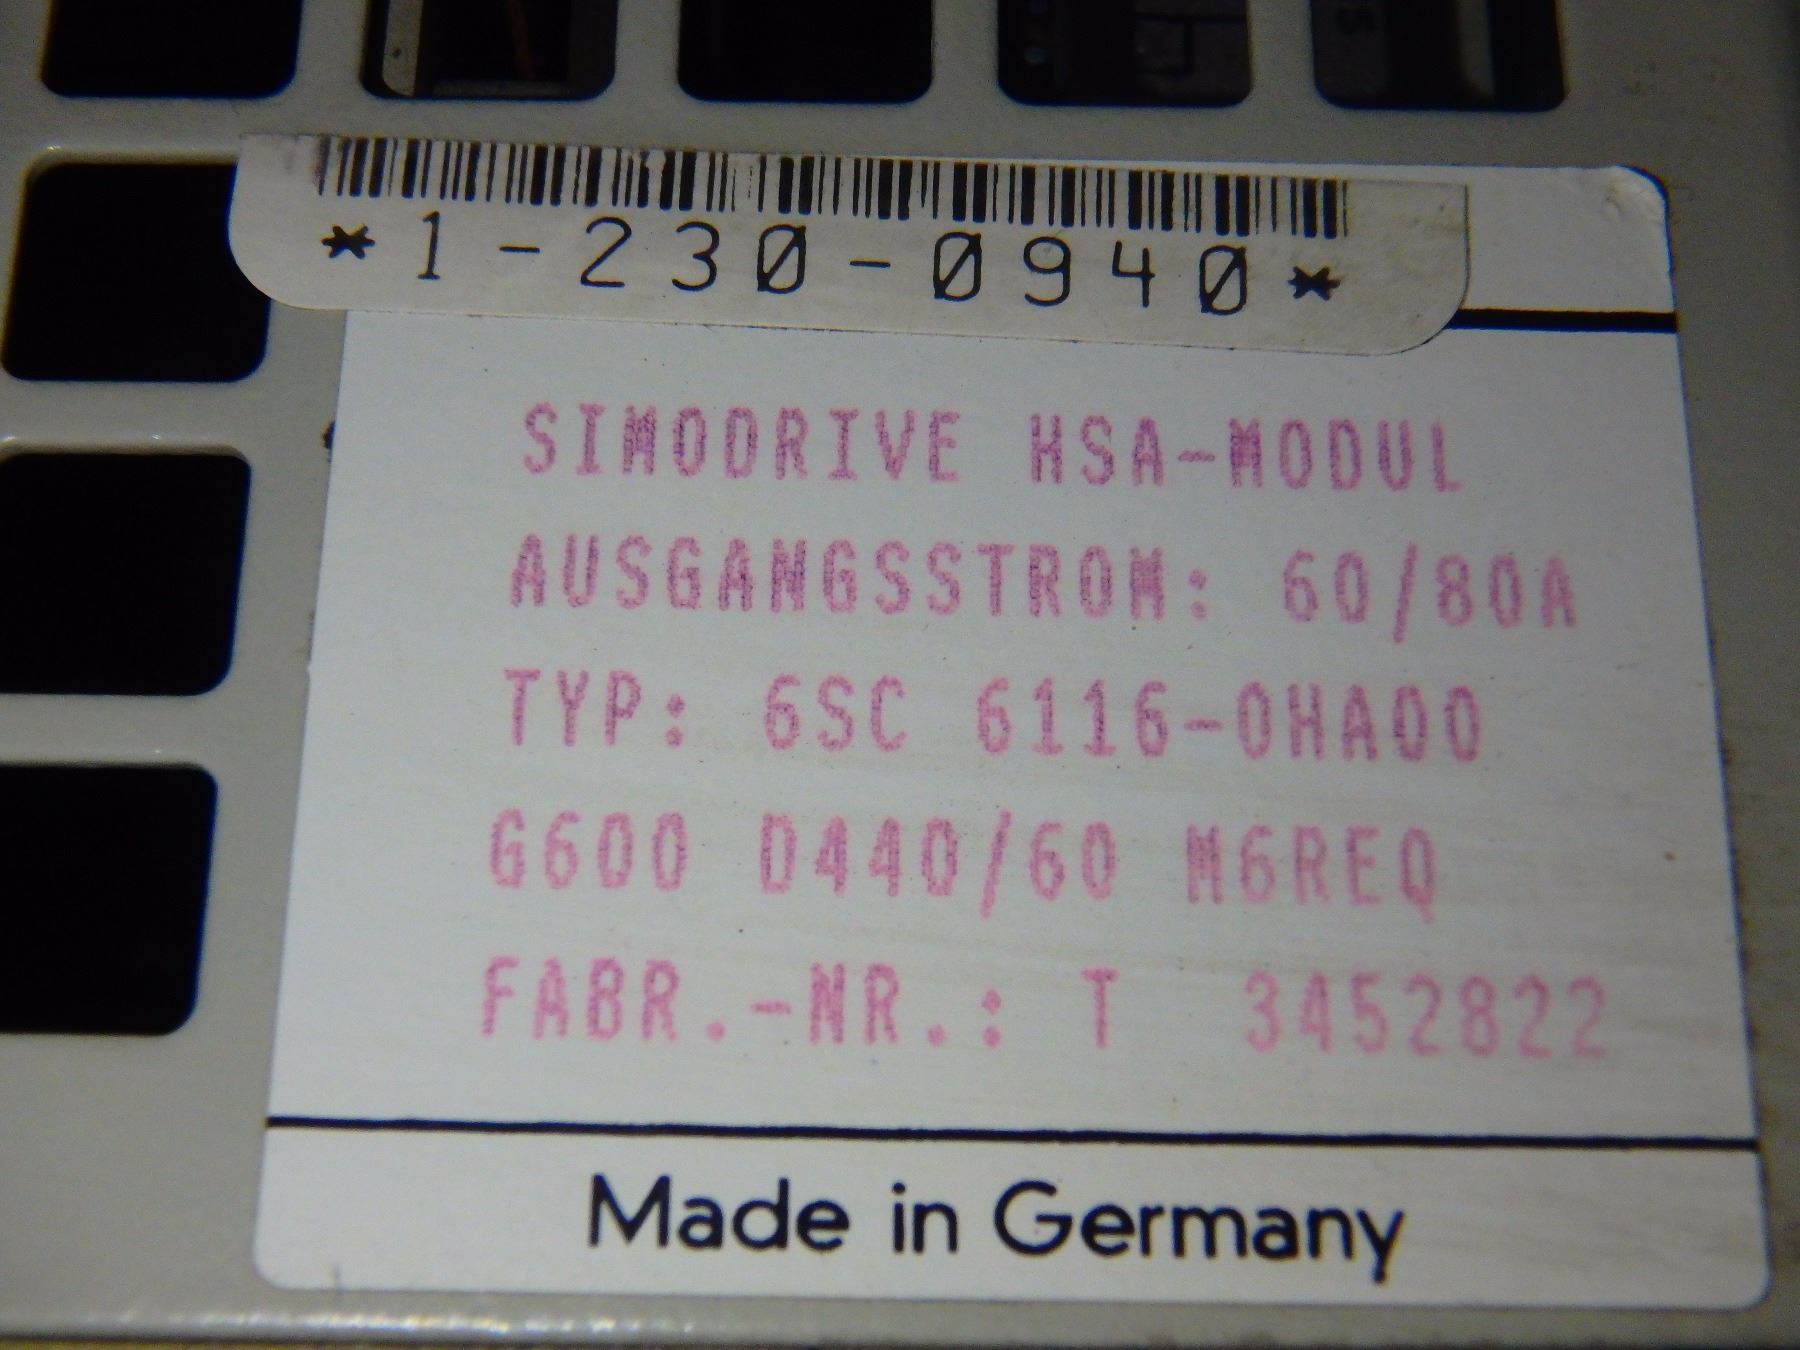 *1-230-0940*
SIMODRIVE HSA-MODUL
AUSGANGSSTROM: 60/80A
TYP: 6SC 6116-0HA00
G600 D440/60 M6REQ
FABR.-NR.: T 3452822
Made in Germany